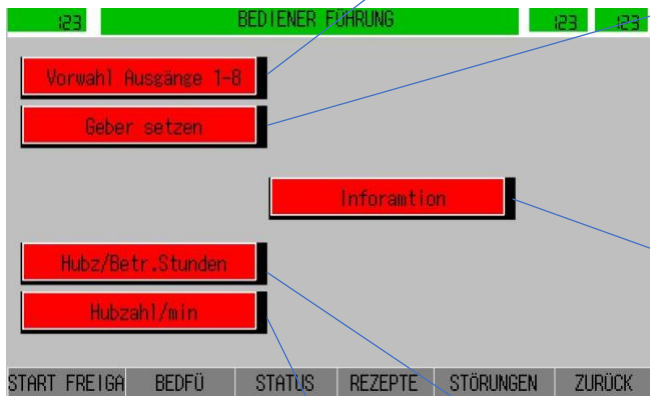 123 BEDIENER FÜHRUNG 123 123
Vorwahl Ausgänge 1-8
Geber setzen
Inforamtion
Hubz/Betr.Stunden
Hubzahl/min
START FREIGA BEDFÜ STATUS REZEPTE STÖRUNGEN ZURÜCK